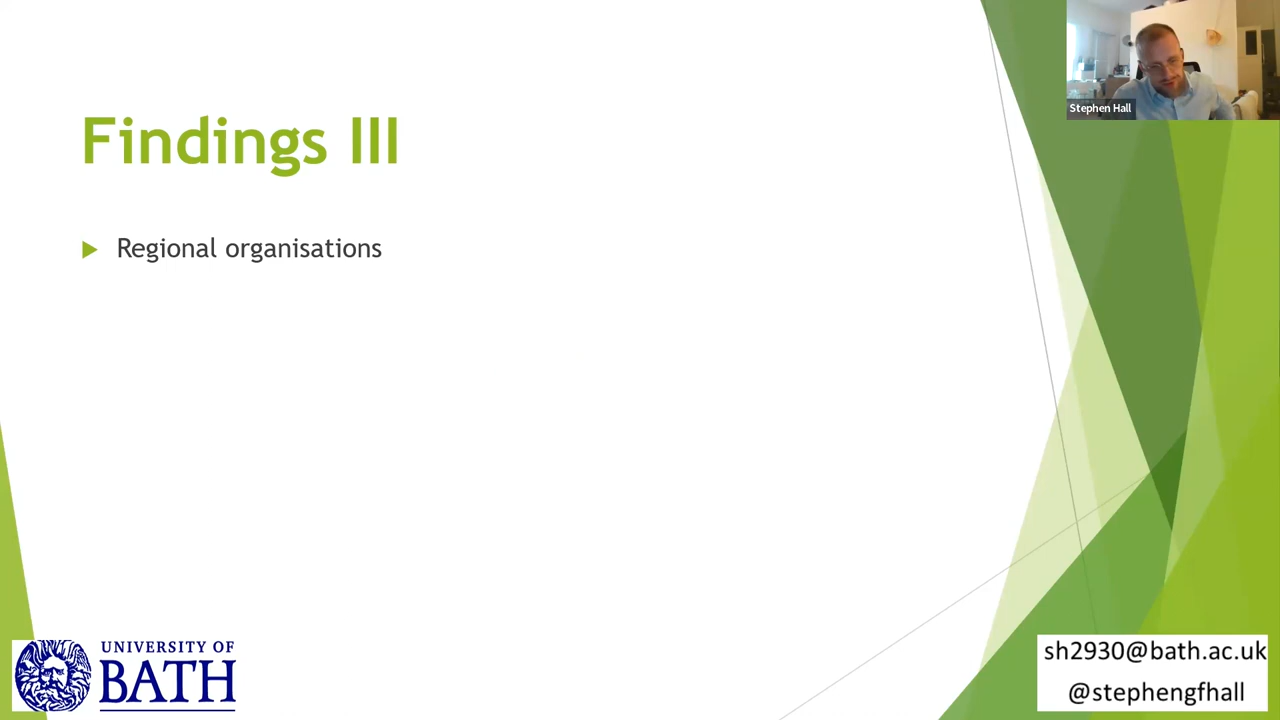 Stephen Hall
Findings III
Regional organisations
UNIVERSITY OF
BATH
sh2930@bath.ac.uk
@stephengfhall